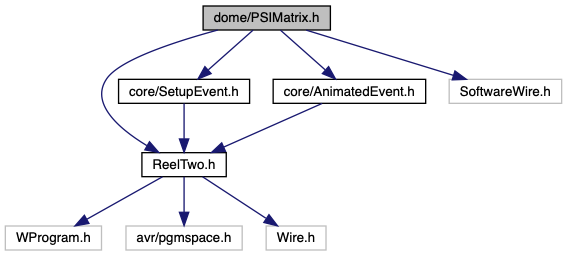 dome/PSIMatrix.h
core/SetupEvent.h
core/AnimatedEvent.h
SoftwareWire.h
ReelTwo.h
WProgram.h
avr/pgmspace.h
Wire.h